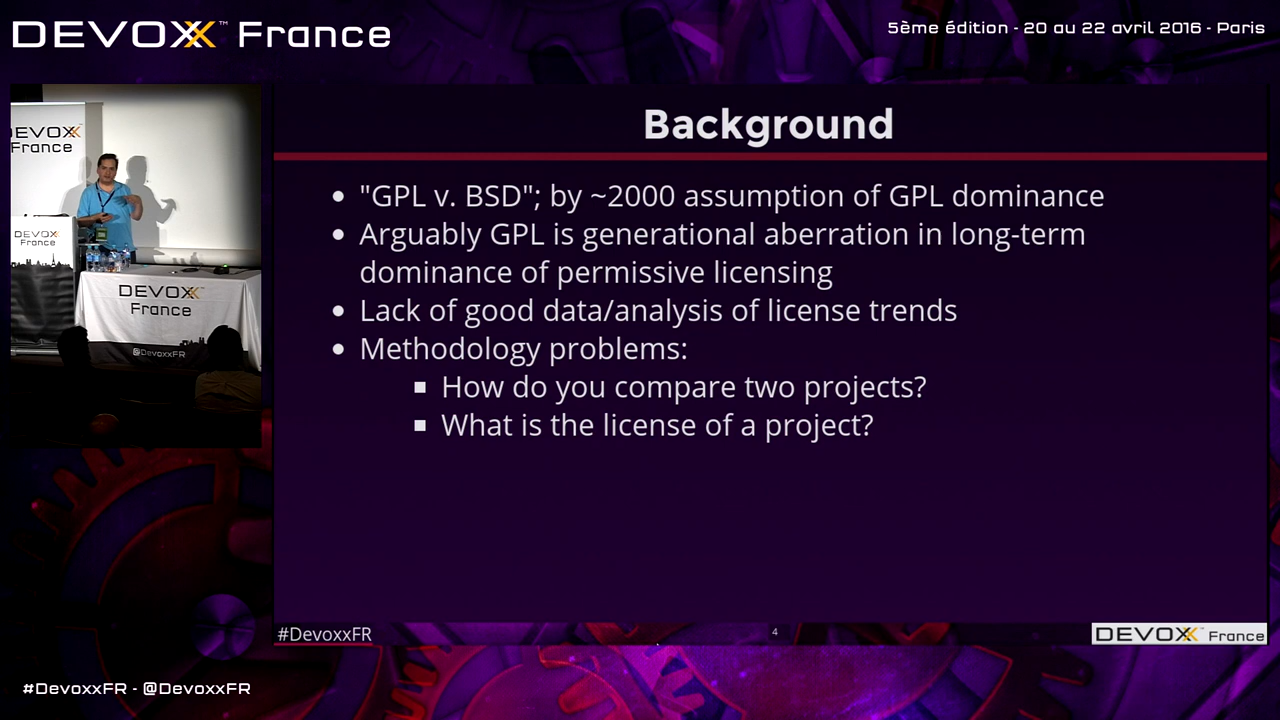 DEVOXX™ France
5ème édition - 20 au 22 avril 2016 - Paris
DEVOXX
France
DEVOXX
France
DEVOXX
France
@DevoxxFR
Background
• "GPL v. BSD"; by ~2000 assumption of GPL dominance
• Arguably GPL is generational aberration in long-term
dominance of permissive licensing
• Lack of good data/analysis of license trends
• Methodology problems:
▪ How do you compare two projects?
▪ What is the license of a project?
#DevoxxFR
4
DEVOXX™ France
#DevoxxFR - @DevoxxFR